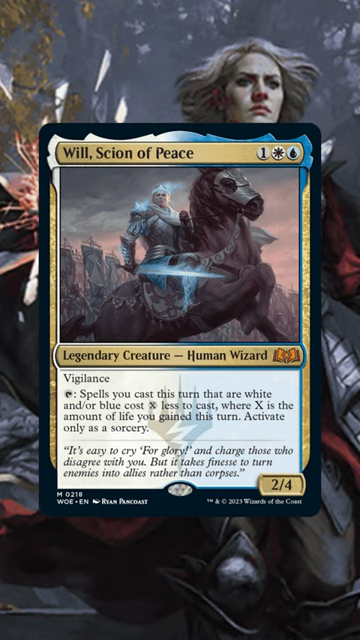 Will, Scion of Peace 1
Legendary Creature — Human Wizard
Vigilance
: Spells you cast this turn that are white
and/or blue cost X less to cast, where X is the
amount of life you gained this turn. Activate
only as a sorcery.
“It’s easy to cry ‘For glory!’ and charge those who
disagree with you. But it takes finesse to turn
enemies into allies rather than corpses.”
2/4
M 0218
WOE • EN RYAN PANCOAST
™ & © 2023 Wizards of the Coast